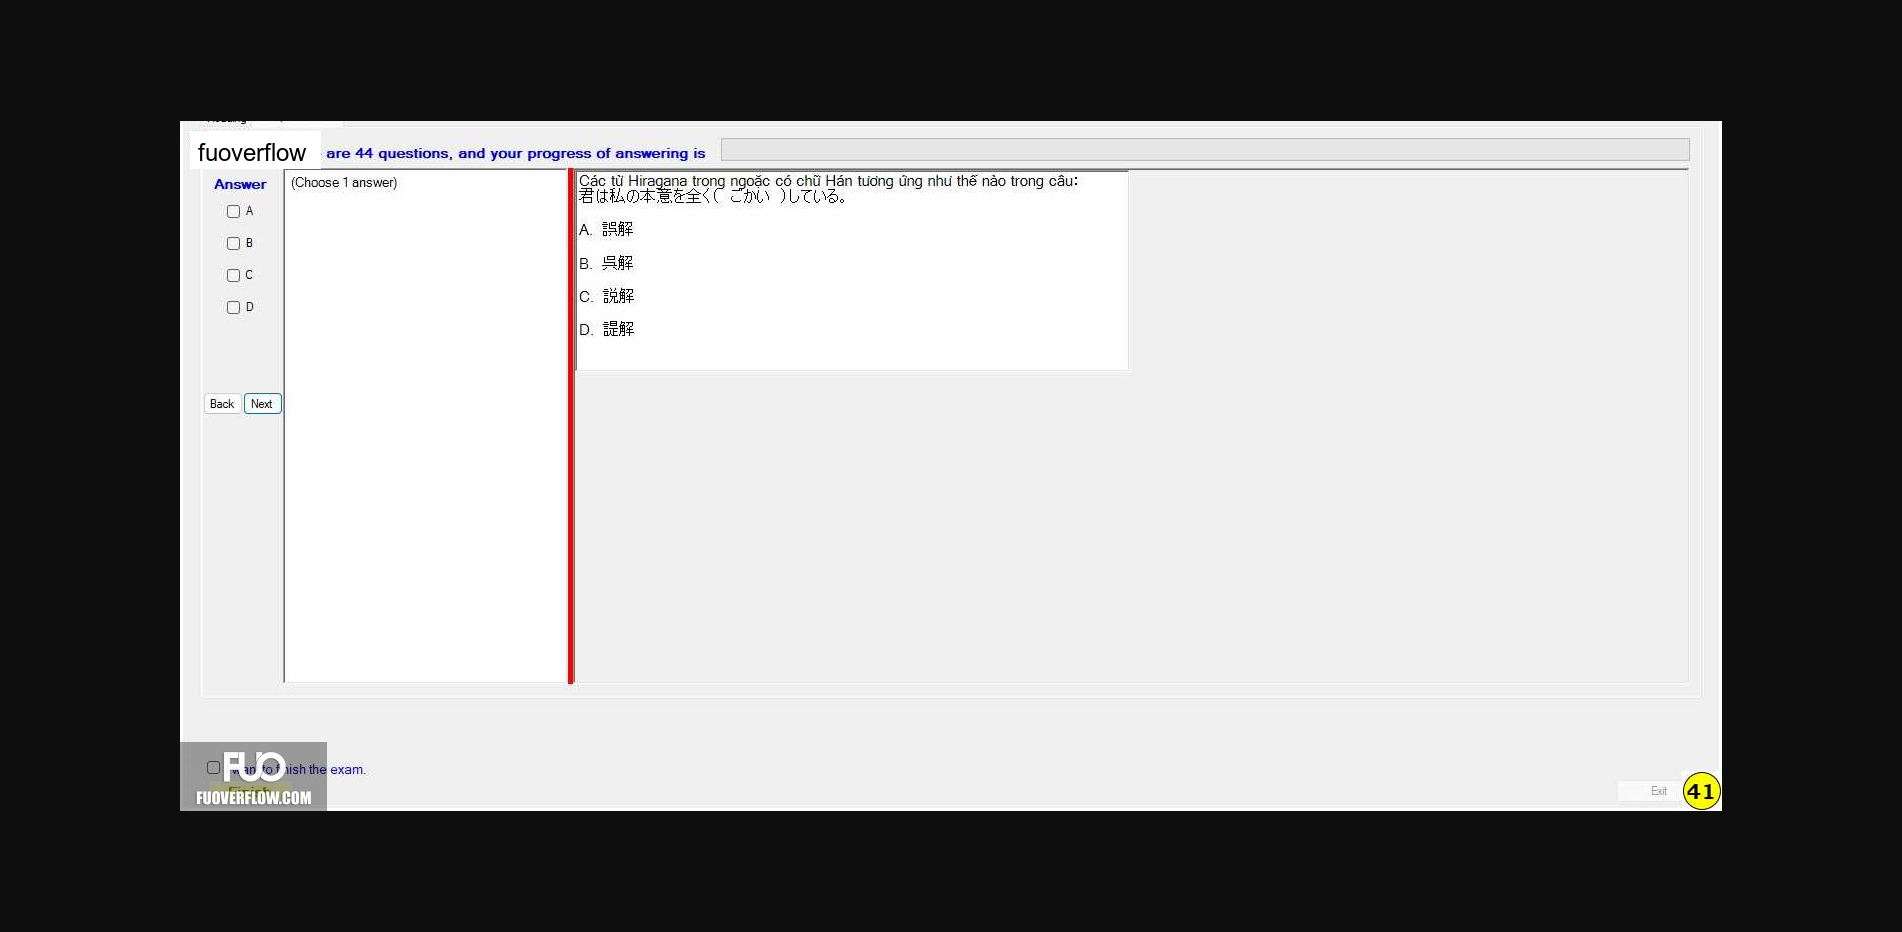 fuoverflow are 44 questions, and your progress of answering is
Answer
(Choose 1 answer)
A
B
C
D
Back Next
Các từ Hiragana trong ngoặc có chữ Hán tương ứng như thế nào trong câu:
君は私の本意を全く( ごかい )している。
A. 誤解
B. 呉解
C. 説解
D. 諟解
FUO
to finish the exam.
FUOVERFLOW.COM
Exit
41